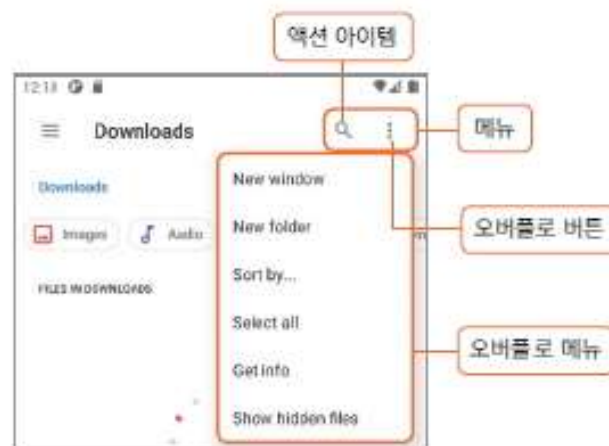 액션 아이템
12:13
Downloads
메뉴
Downloads
New window
Images
Audio
New folder
오버플로 버튼
FILES IN DOWNLOADS
Sort by...
Select all
오버플로 메뉴
Get info
Show hidden files